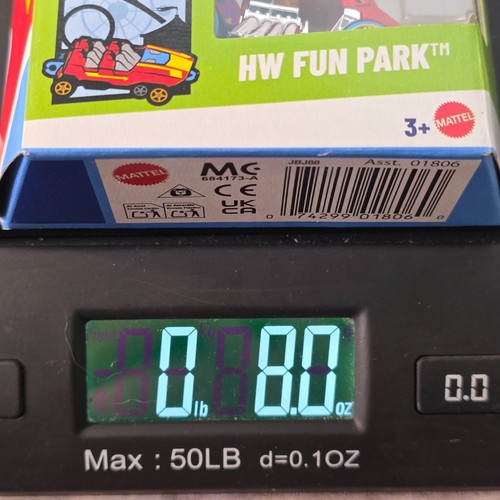 HW FUN PARK™
3+ MATTEL
MATTEL
JBJ88 Asst. 01806
684173-A
CE
UK
CA
0 74299 01806 0
0 lb 8.0 oz
0.0
Max : 50LB d=0.1OZ